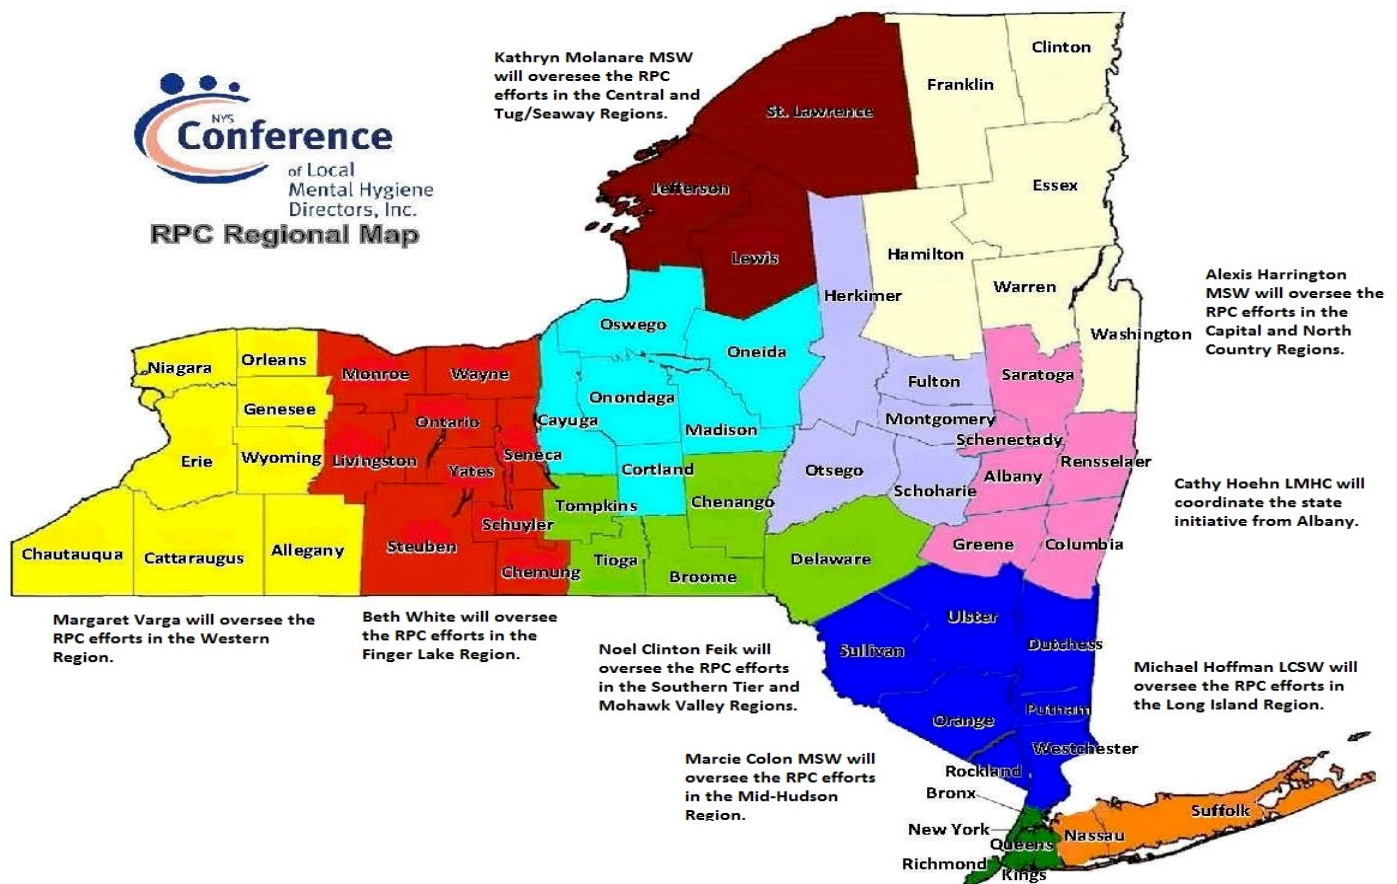 Kathryn Molanare MSW
will overesee the RPC
efforts in the Central and
Tug/Seaway Regions.
NYS
Conference
of Local
Mental Hygiene
Directors, Inc.
RPC Regional Map
Clinton
Franklin
St. Lawrence
Essex
Jefferson
Hamilton
Lewis
Warren
Herkimer
Washington
Alexis Harrington
MSW will oversee the
RPC efforts in the
Capital and North
Country Regions.
Oswego
Oneida
Niagara
Orleans
Monroe
Wayne
Fulton
Saratoga
Genesee
Onondaga
Ontario
Cayuga
Madison
Montgomery
Schenectady
Erie
Wyoming
Livingston
Yates
Seneca
Cortland
Otsego
Schoharie
Albany
Rensselaer
Tompkins
Chenango
Schuyler
Cathy Hoehn LMHC will
coordinate the state
initiative from Albany.
Chautauqua
Cattaraugus
Allegany
Steuben
Chemung
Tioga
Broome
Delaware
Greene
Columbia
Margaret Varga will oversee the
RPC efforts in the Western
Region.
Beth White will oversee
the RPC efforts in the
Finger Lake Region.
Noel Clinton Feik will
oversee the RPC efforts
in the Southern Tier and
Mohawk Valley Regions.
Ulster
Sullivan
Dutchess
Orange
Putnam
Westchester
Rockland
Michael Hoffman LCSW will
oversee the RPC efforts in
the Long Island Region.
Marcie Colon MSW will
oversee the RPC efforts
in the Mid-Hudson
Region.
Bronx
New York
Queens
Richmond
Kings
Nassau
Suffolk